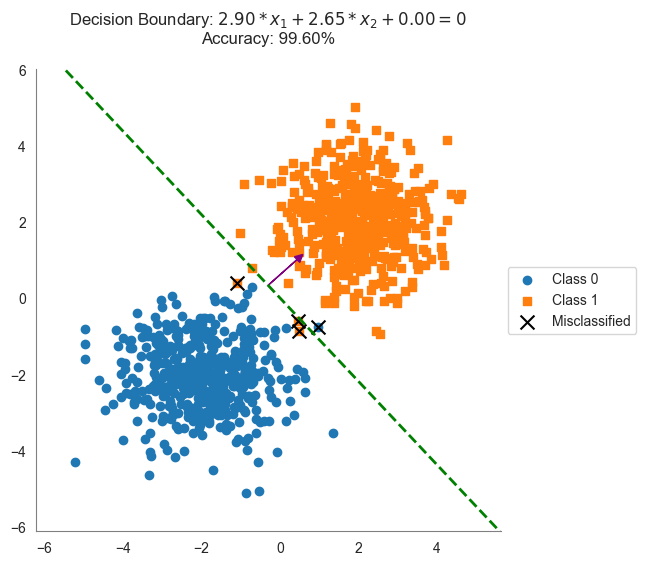 Decision Boundary: 2.90 * x₁ + 2.65 * x₂ + 0.00 = 0
Accuracy: 99.60%
6
4
2
0
−2
−4
−6
−6
−4
−2
0
2
4
Class 0
Class 1
Misclassified